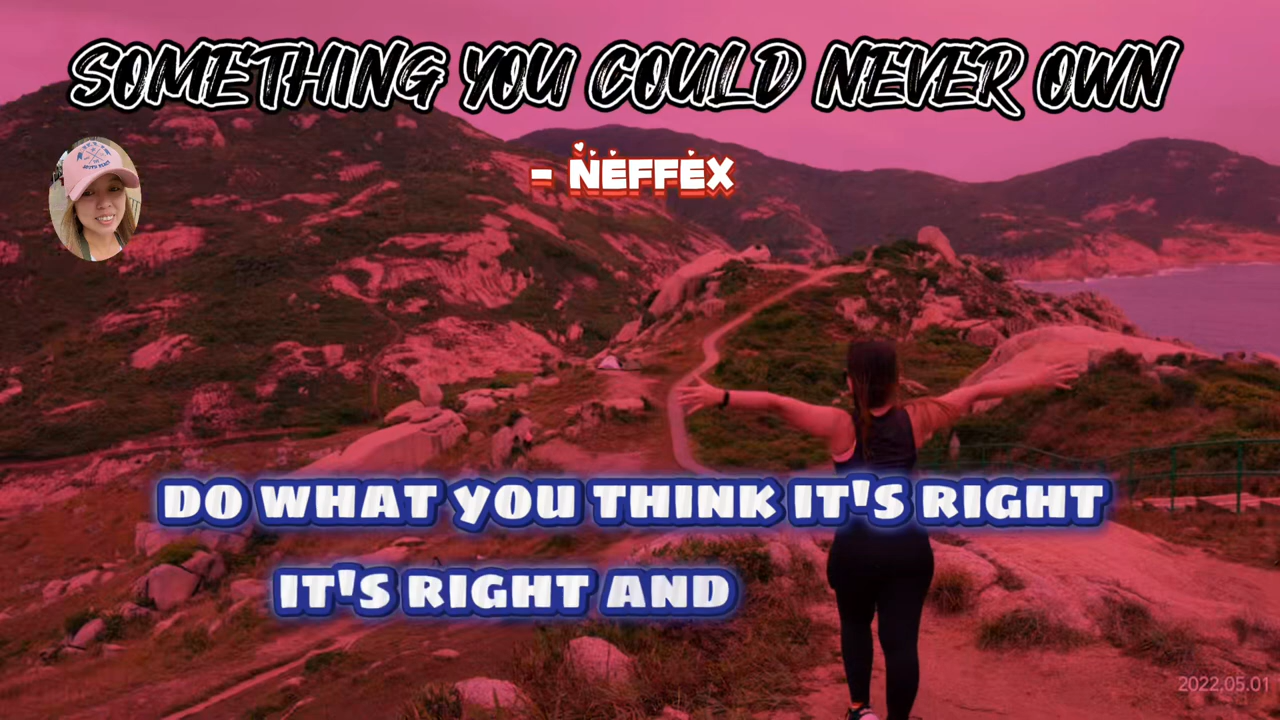 SOMETHING YOU COULD NEVER OWN
- NEFFEX
DO WHAT YOU THINK IT'S RIGHT
IT'S RIGHT AND
2022.05.01